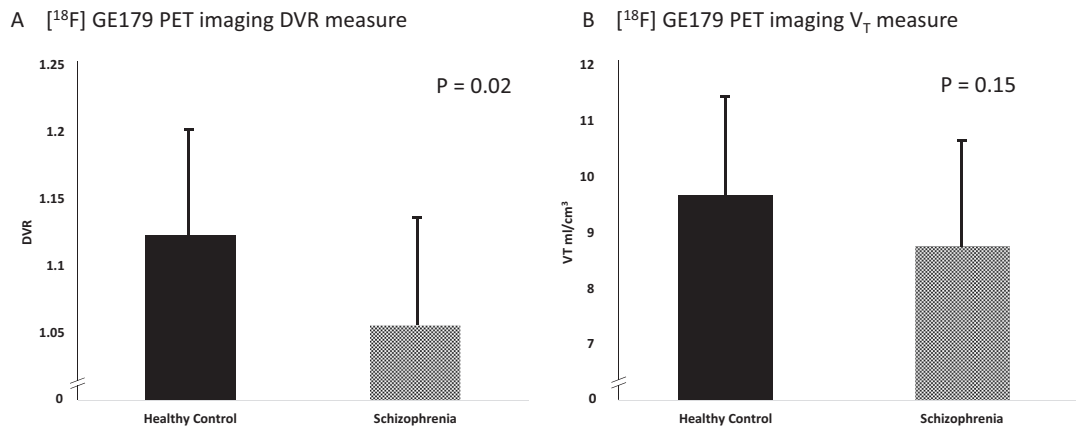 A [¹⁸F] GE179 PET imaging DVR measure
1.25
1.2
1.15
1.1
1.05
0
DVR
P = 0.02
Healthy Control
Schizophrenia
B [¹⁸F] GE179 PET imaging V_T measure
12
11
10
9
8
7
0
VT ml/cm³
P = 0.15
Healthy Control
Schizophrenia